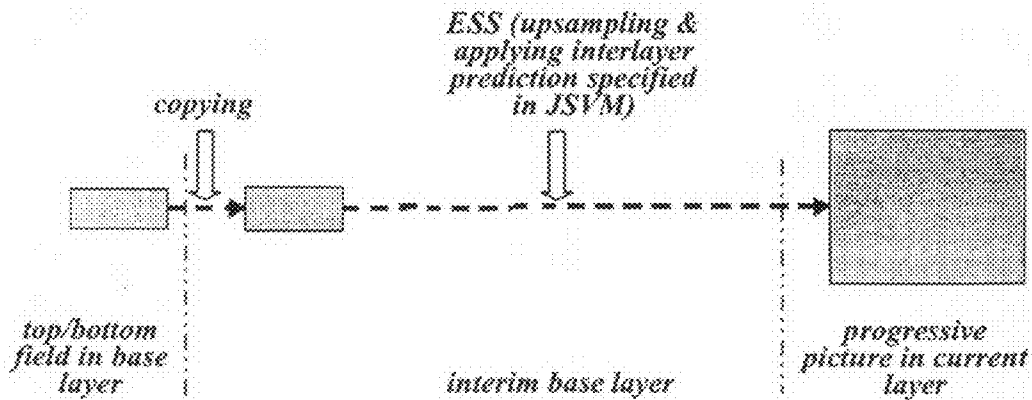 ESS (upsampling &
applying interlayer
prediction specified
in JSVM)
copying
top/bottom
field in base
layer
interim base layer
progressive
picture in current
layer